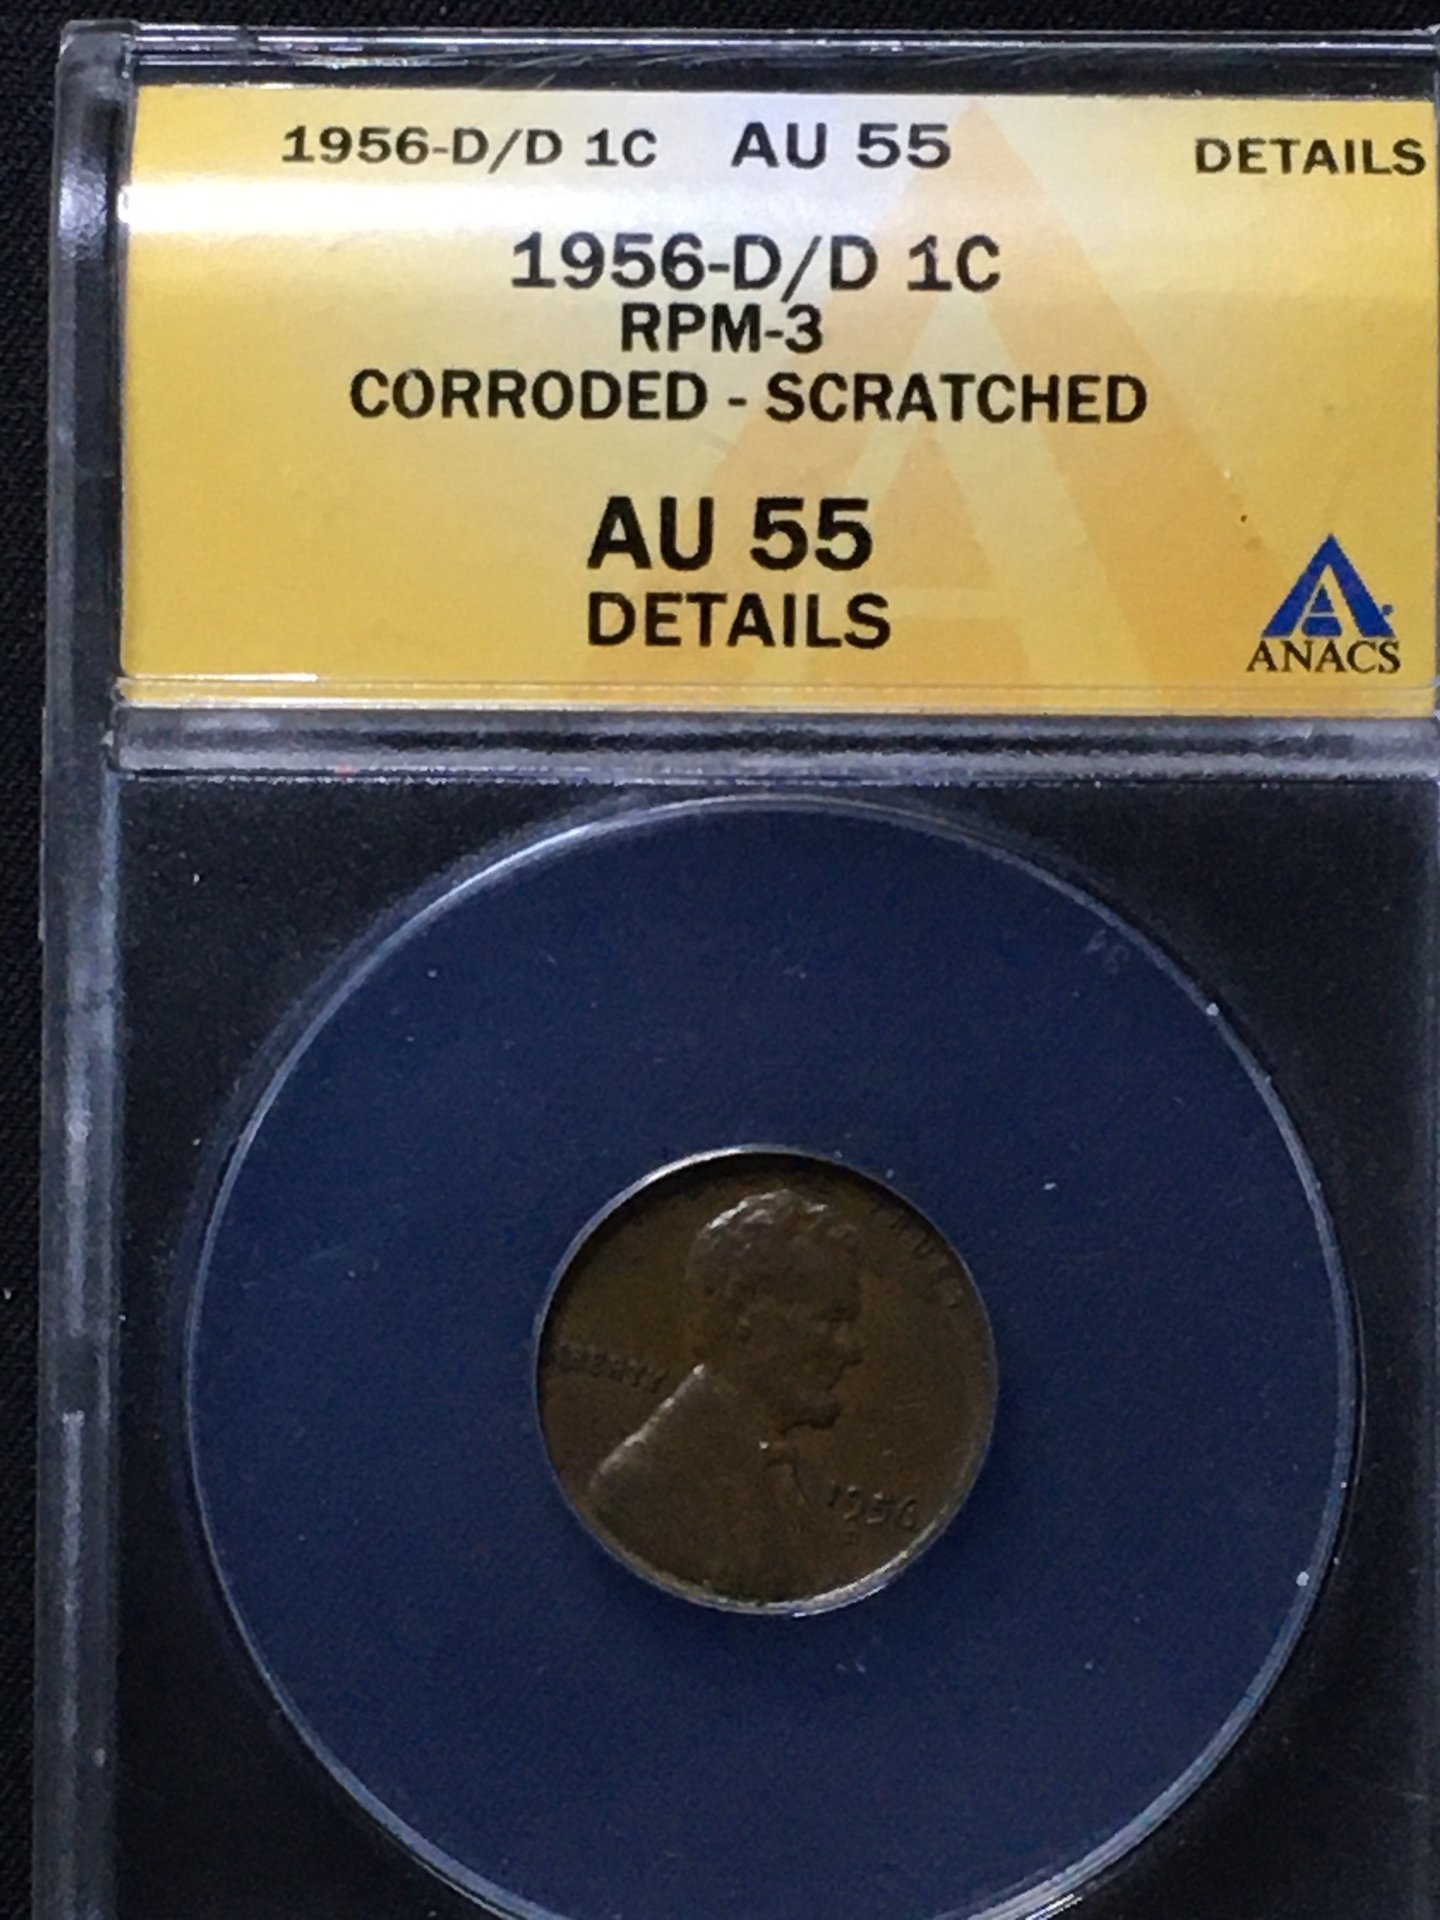 1956-D/D 1C AU 55 DETAILS
1956-D/D 1C
RPM-3
CORRODED - SCRATCHED
AU 55
DETAILS
ANACS
LIBERTY
1956
D